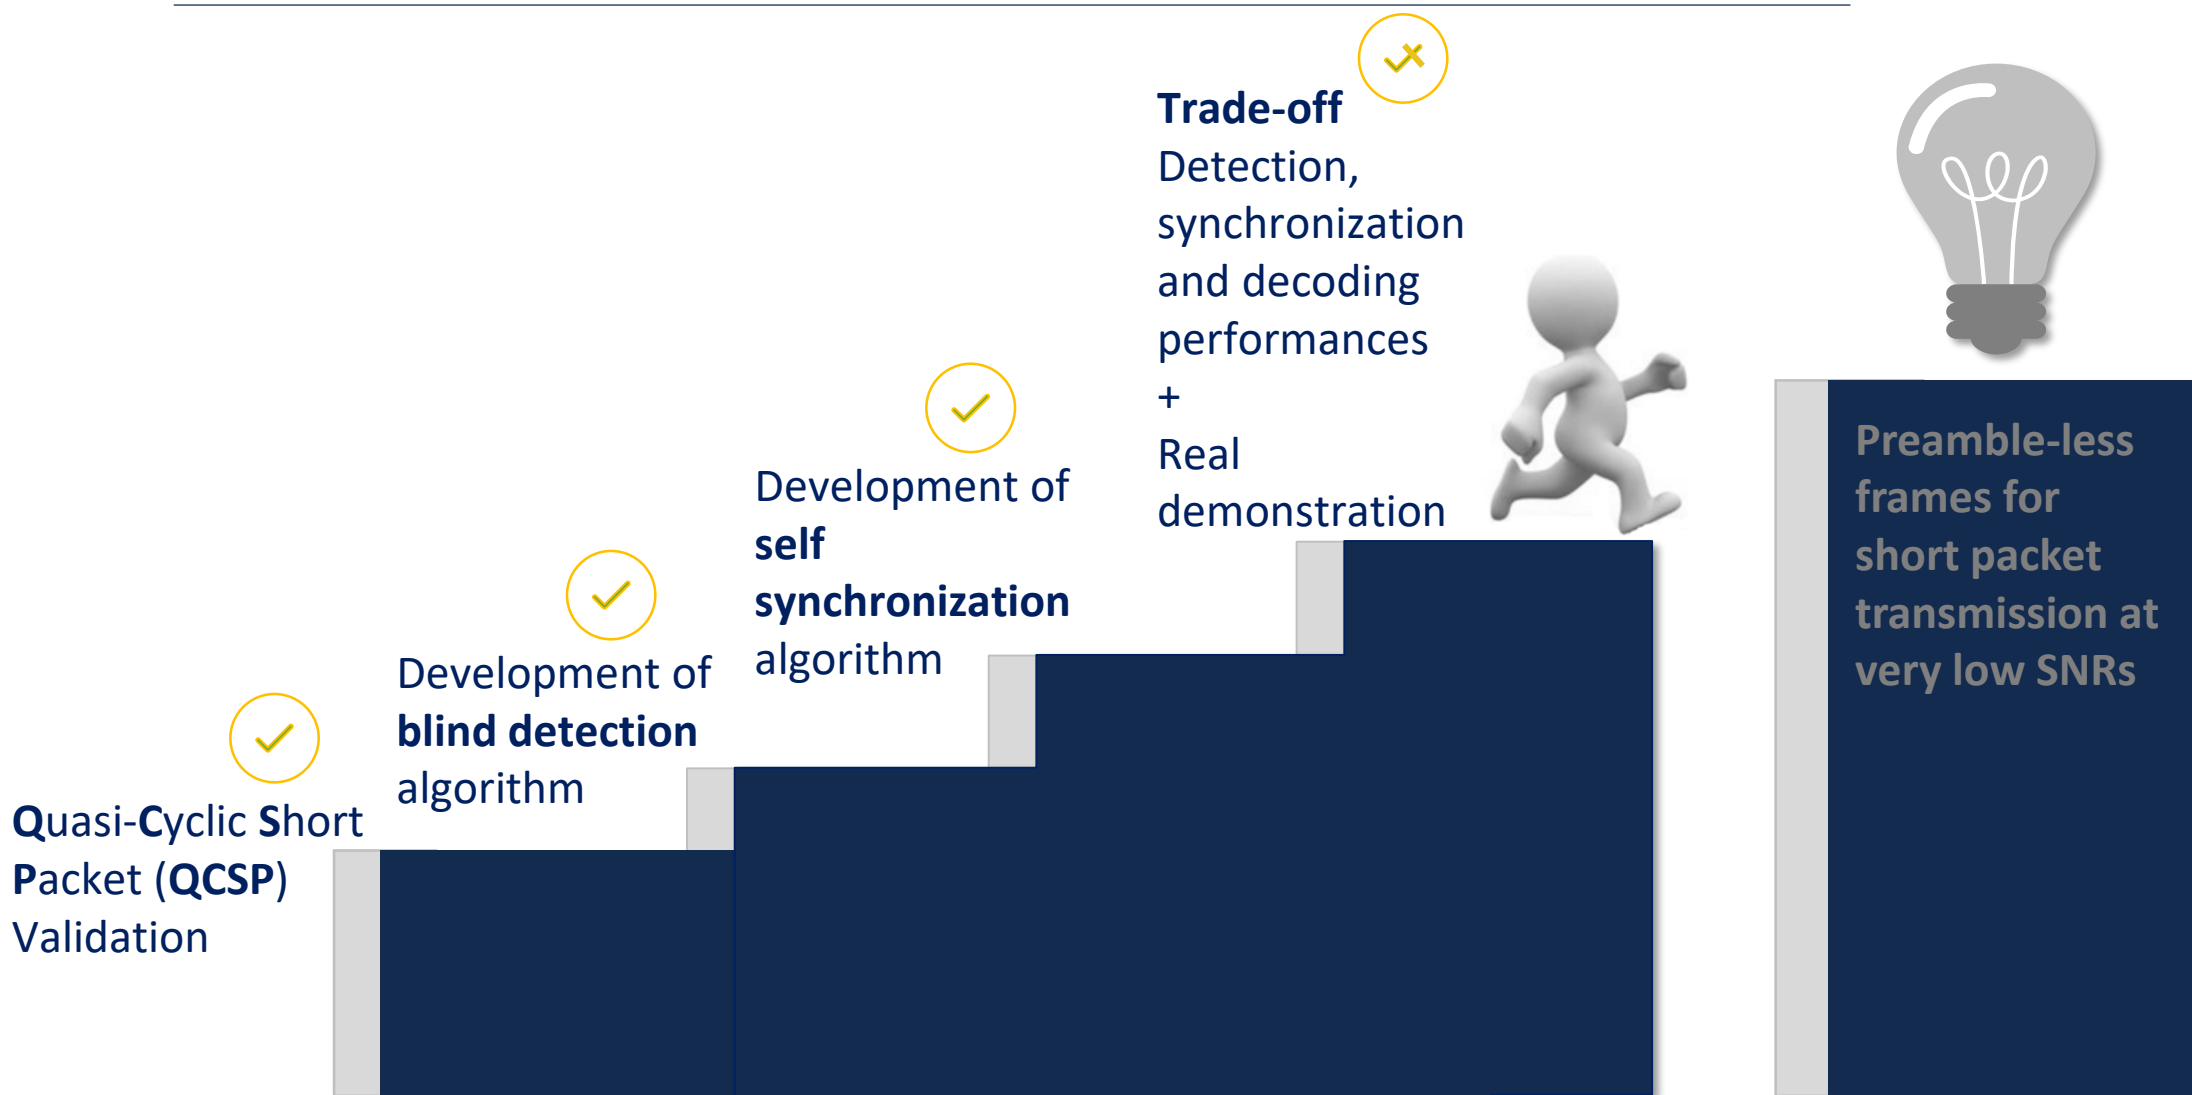 Quasi-Cyclic Short
Packet (QCSP)
Validation
Development of
blind detection
algorithm
Development of
self
synchronization
algorithm
Trade-off
Detection,
synchronization
and decoding
performances
+
Real
demonstration
Preamble-less
frames for
short packet
transmission at
very low SNRs